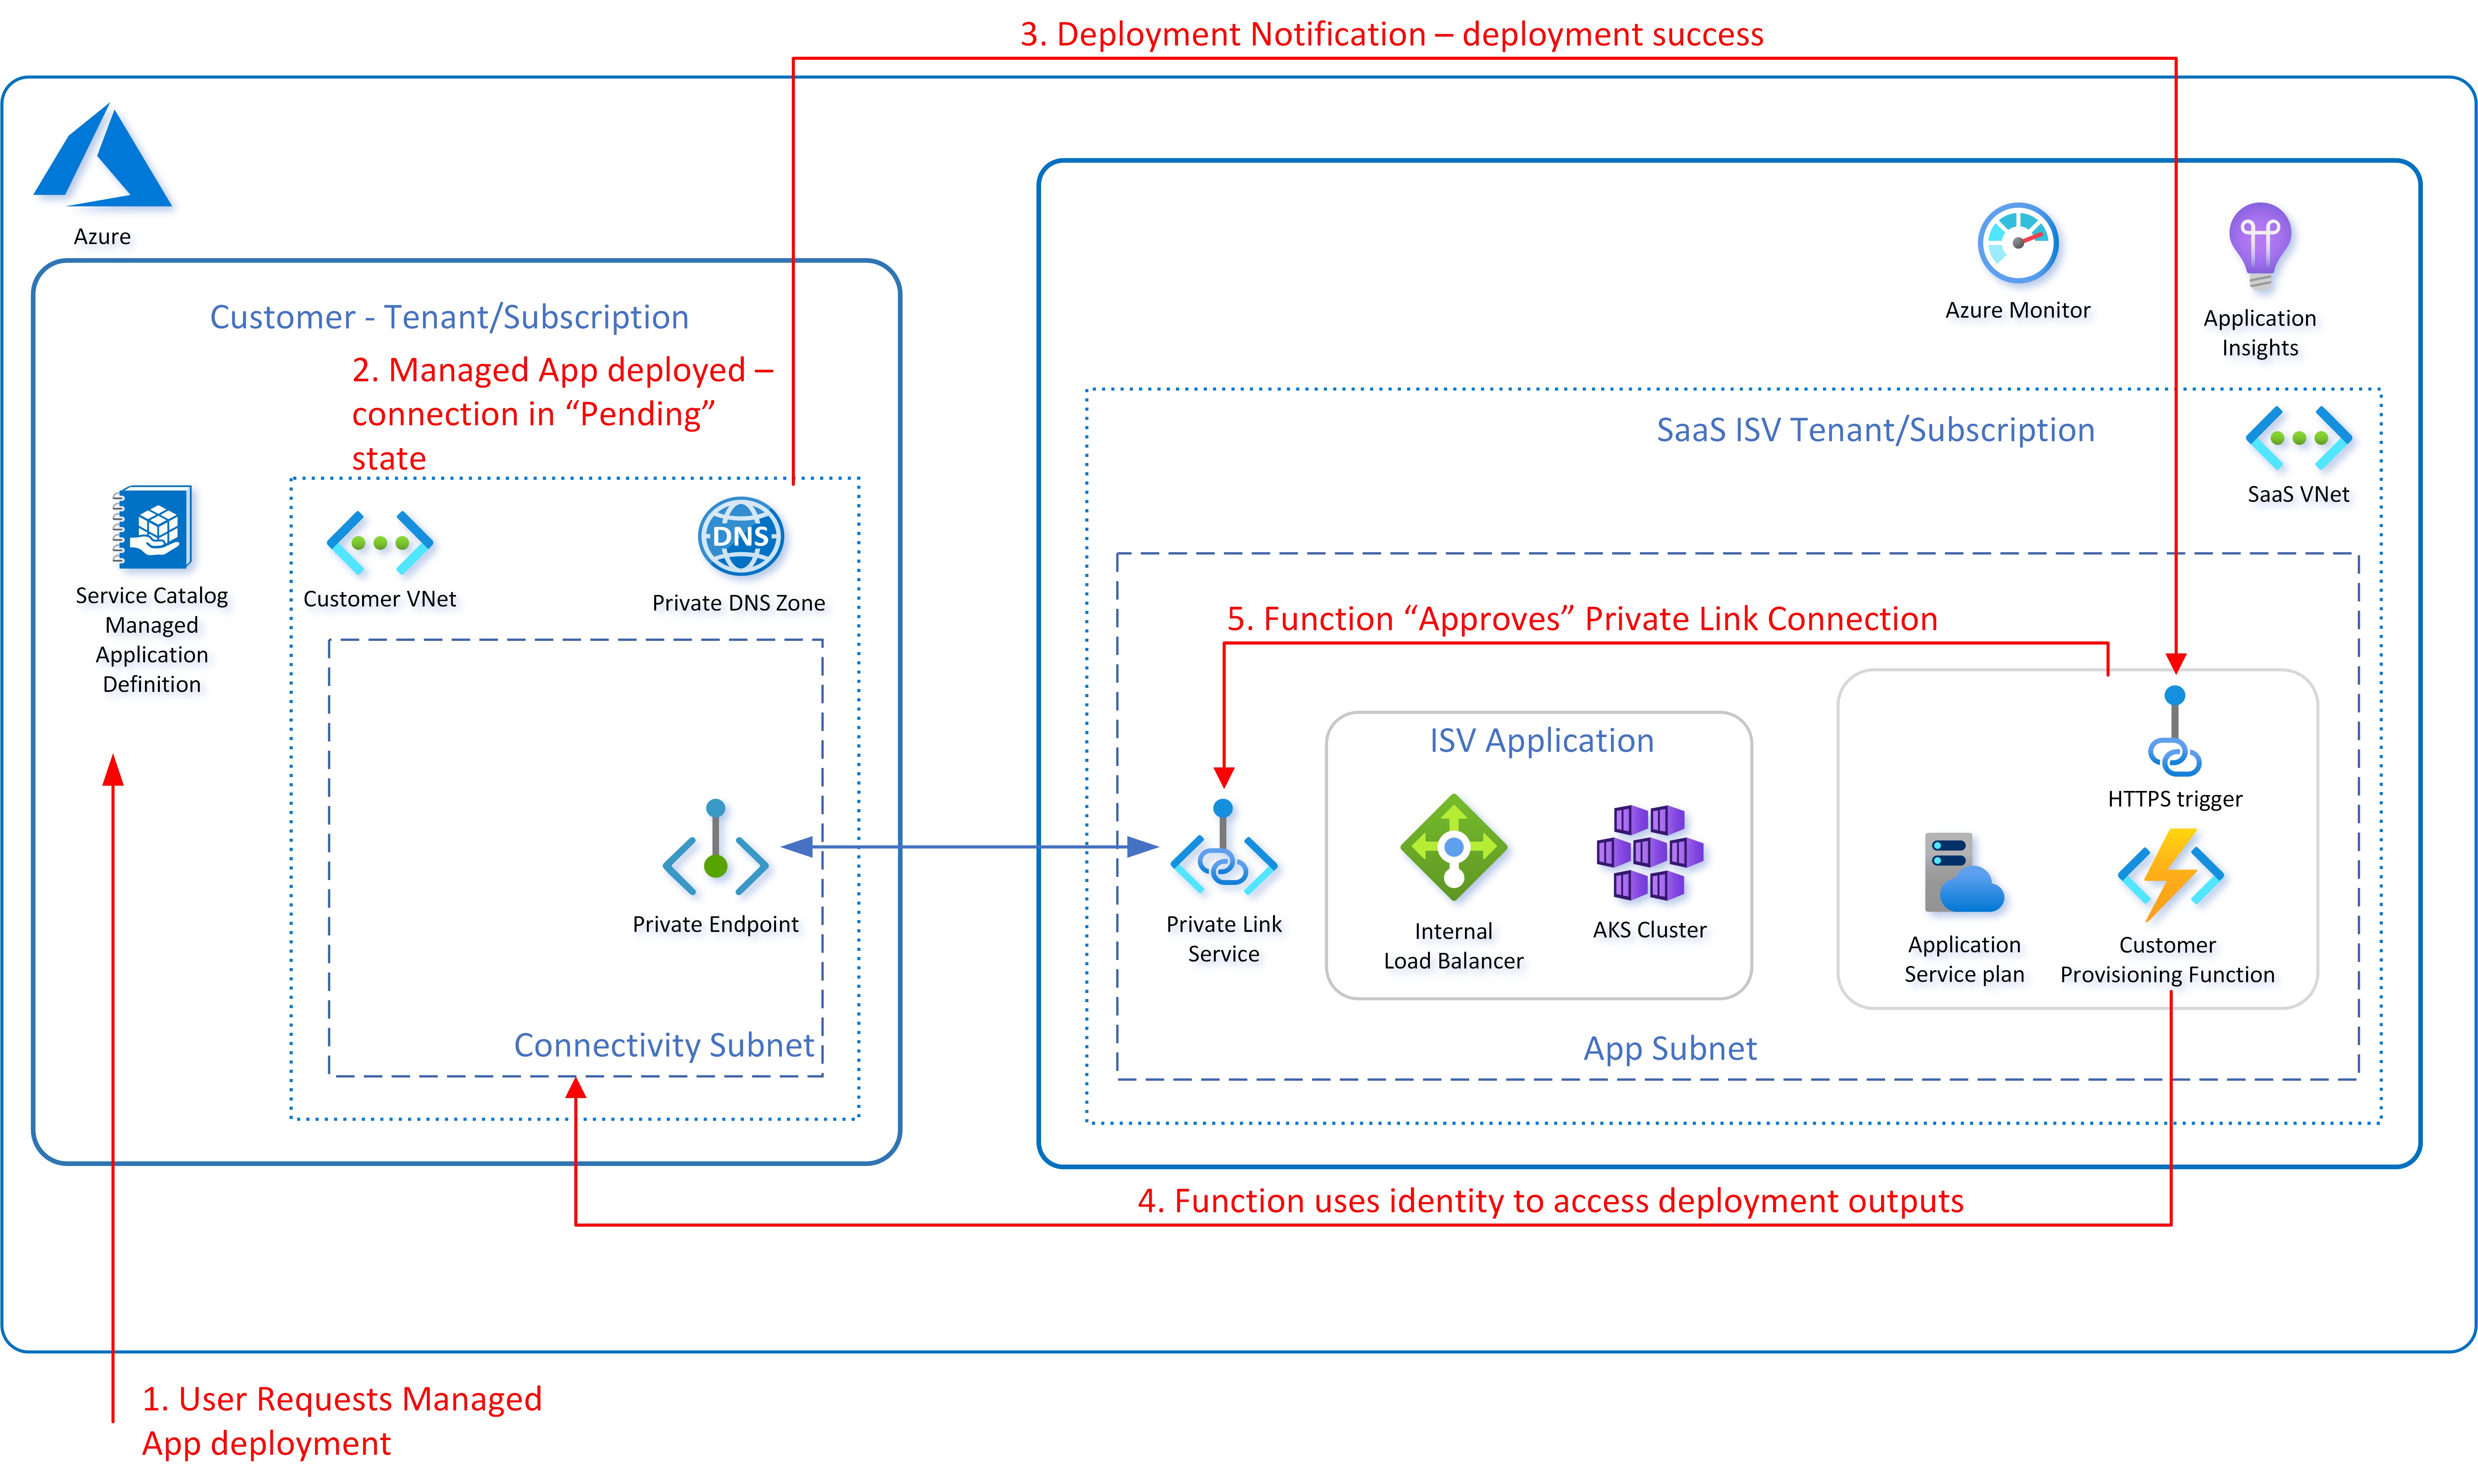 3. Deployment Notification – deployment success
Azure
Customer - Tenant/Subscription
2. Managed App deployed –
connection in “Pending”
state
Service Catalog
Managed
Application
Definition
Customer VNet
DNS
Private DNS Zone
Private Endpoint
Connectivity Subnet
Azure Monitor
Application
Insights
SaaS ISV Tenant/Subscription
SaaS VNet
5. Function “Approves” Private Link Connection
ISV Application
Private Link
Service
Internal
Load Balancer
AKS Cluster
HTTPS trigger
Application
Service plan
Customer
Provisioning Function
App Subnet
4. Function uses identity to access deployment outputs
1. User Requests Managed
App deployment